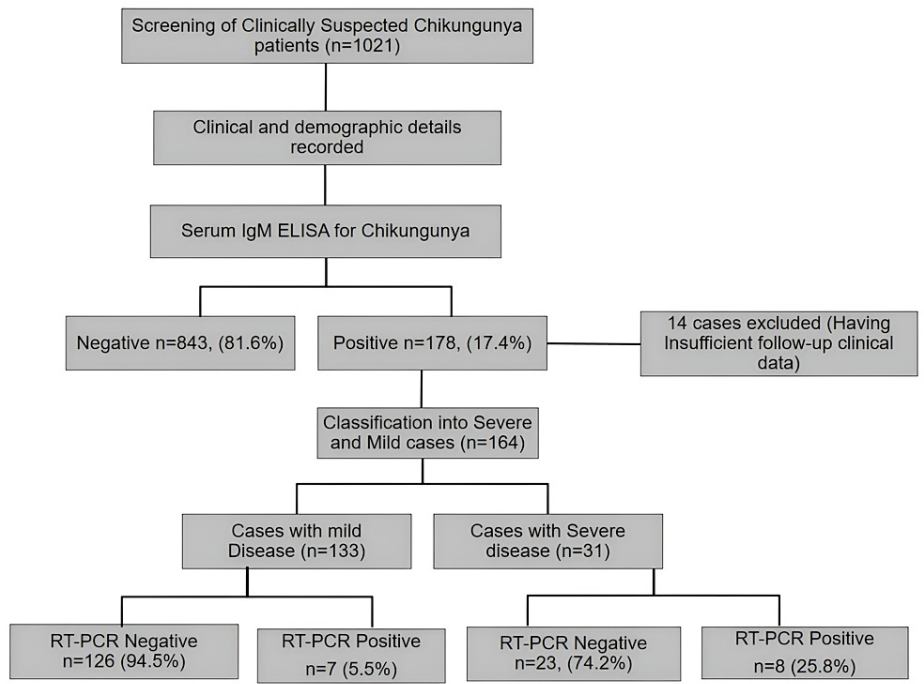 Screening of Clinically Suspected Chikungunya
patients (n=1021)
Clinical and demographic details
recorded
Serum IgM ELISA for Chikungunya
Negative n=843, (81.6%)
Positive n=178, (17.4%)
14 cases excluded (Having
Insufficient follow-up clinical
data)
Classification into Severe
and Mild cases (n=164)
Cases with mild
Disease (n=133)
Cases with Severe
disease (n=31)
RT-PCR Negative
n=126 (94.5%)
RT-PCR Positive
n=7 (5.5%)
RT-PCR Negative
n=23, (74.2%)
RT-PCR Positive
n=8 (25.8%)